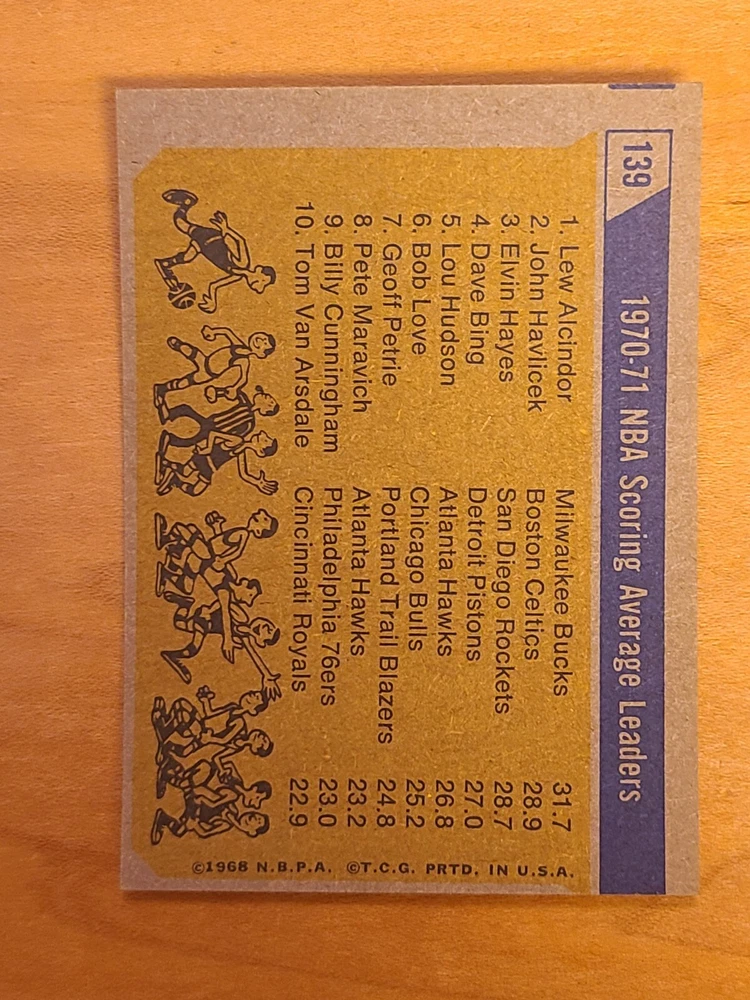 139 1970-71 NBA Scoring Average Leaders
1. Lew Alcindor Milwaukee Bucks 31.7
2. John Havlicek Boston Celtics 28.9
3. Elvin Hayes San Diego Rockets 28.7
4. Dave Bing Detroit Pistons 27.0
5. Lou Hudson Atlanta Hawks 26.8
6. Bob Love Chicago Bulls 25.2
7. Geoff Petrie Portland Trail Blazers 24.8
8. Pete Maravich Atlanta Hawks 23.2
9. Billy Cunningham Philadelphia 76ers 23.0
10. Tom Van Arsdale Cincinnati Royals 22.9
©1968 N.B.P.A. ©T.C.G. PRTD. IN U.S.A.